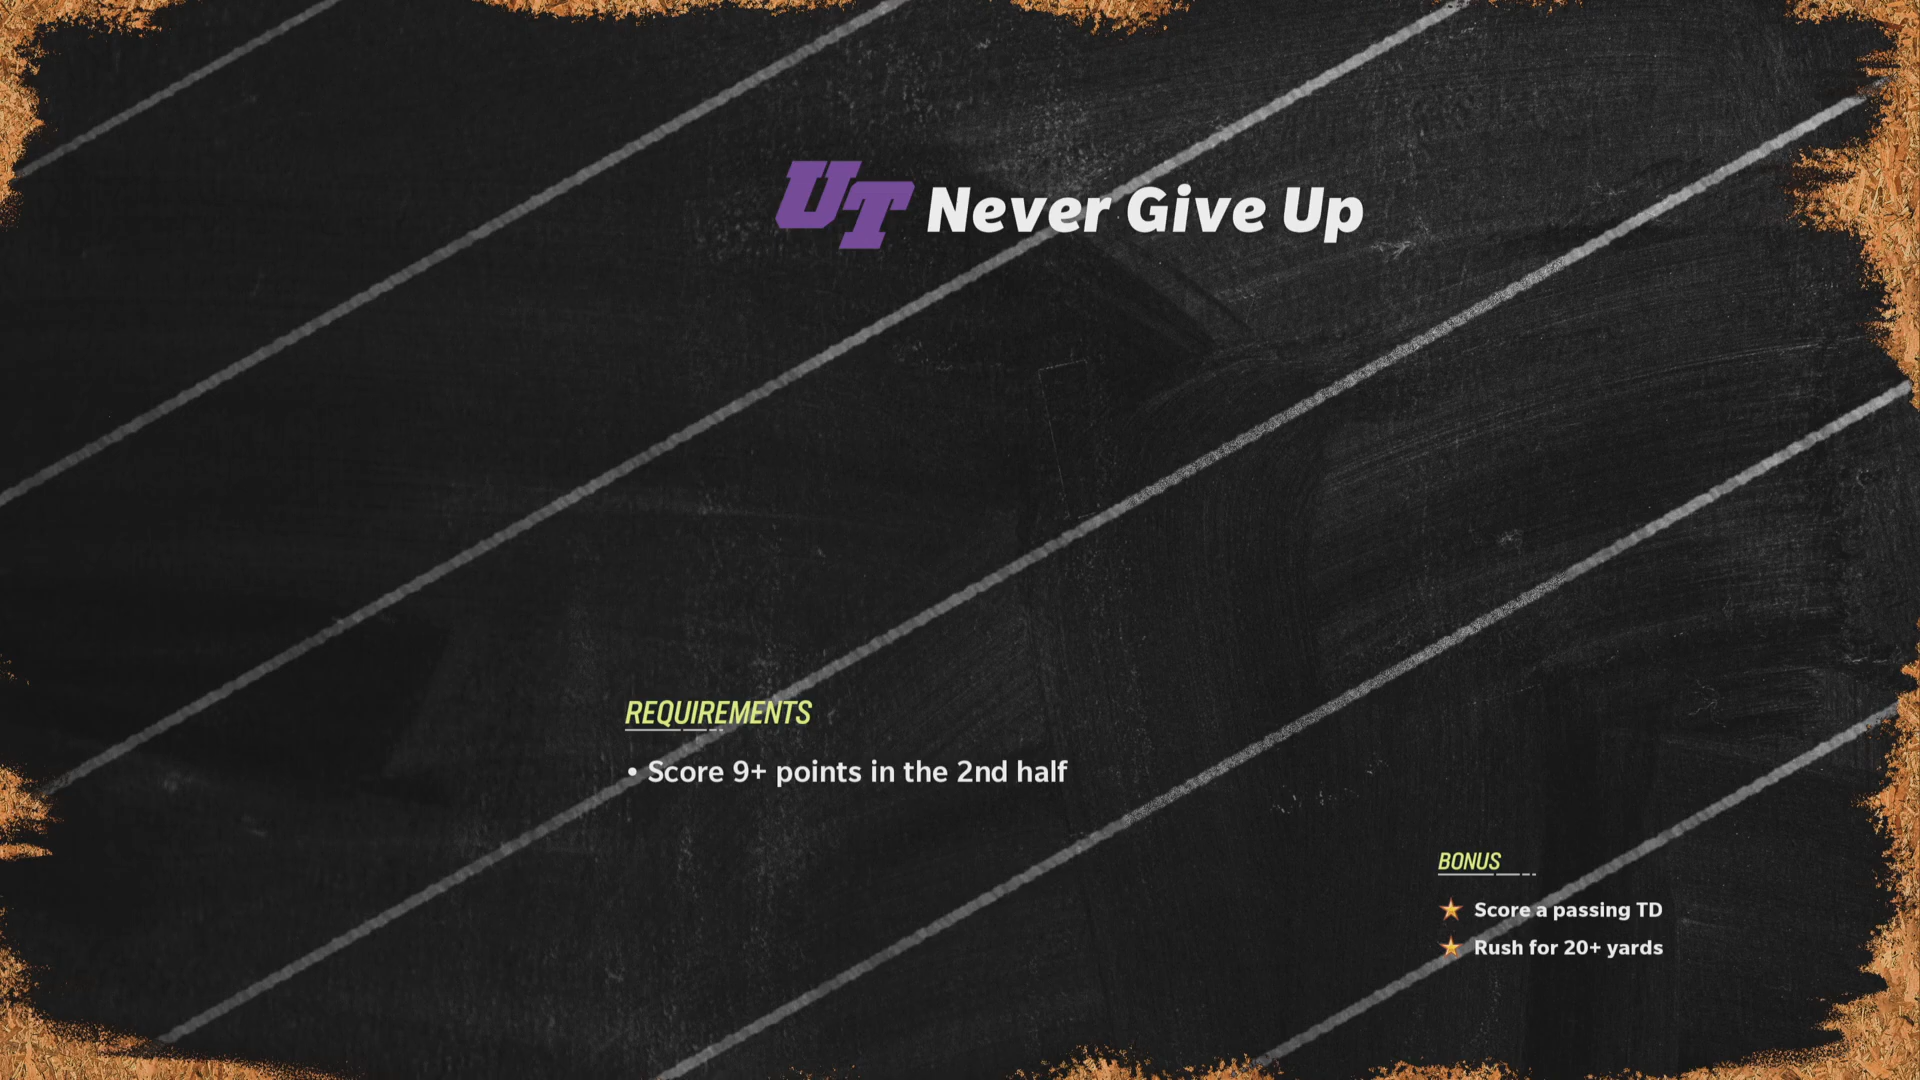 UT Never Give Up
REQUIREMENTS
• Score 9+ points in the 2nd half
BONUS
Score a passing TD
Rush for 20+ yards